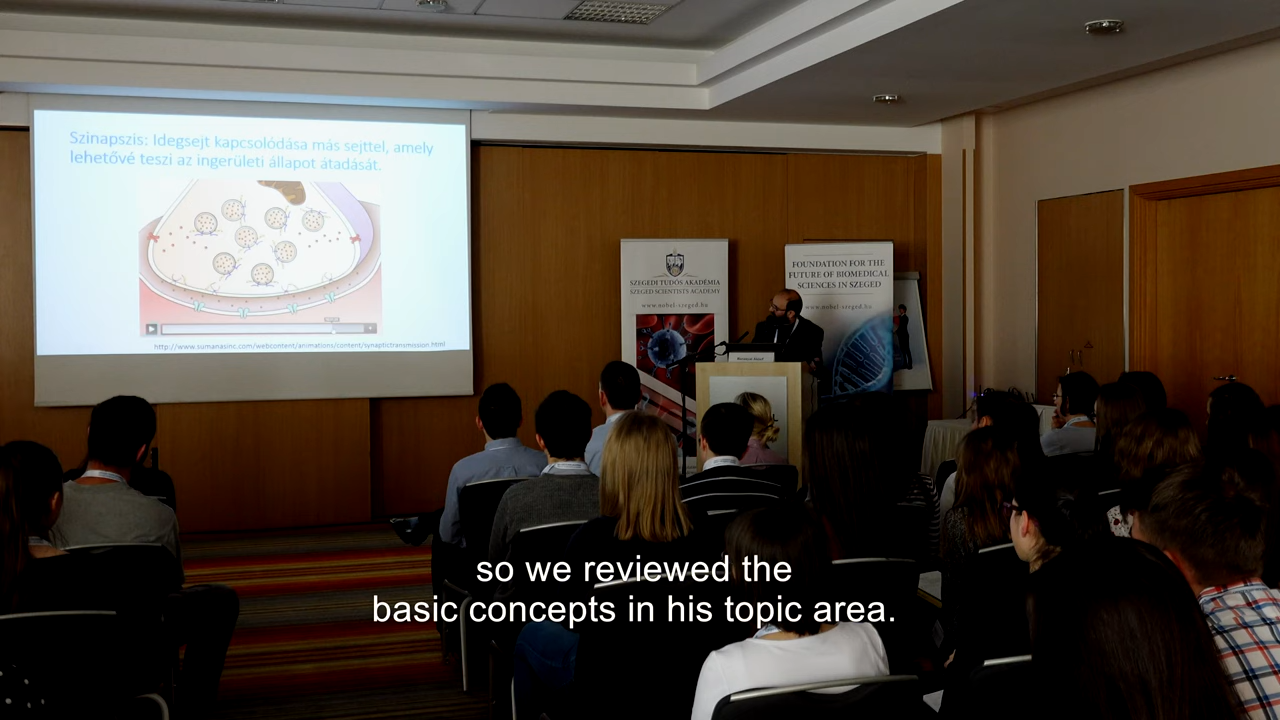 Szinapszis: Idegsejt kapcsolódása más sejttel, amely
lehetővé teszi az ingerületi állapot átadását.
http://www.sumanasinc.com/webcontent/animations/content/synaptictransmission.html
SZEGEDI TUDÓS AKADÉMIA
SZEGED SCIENTISTS ACADEMY
www.nobel-szeged.hu
FOUNDATION FOR THE
FUTURE OF BIOMEDICAL
SCIENCES IN SZEGED
www.nobel-szeged.hu
so we reviewed the
basic concepts in his topic area.